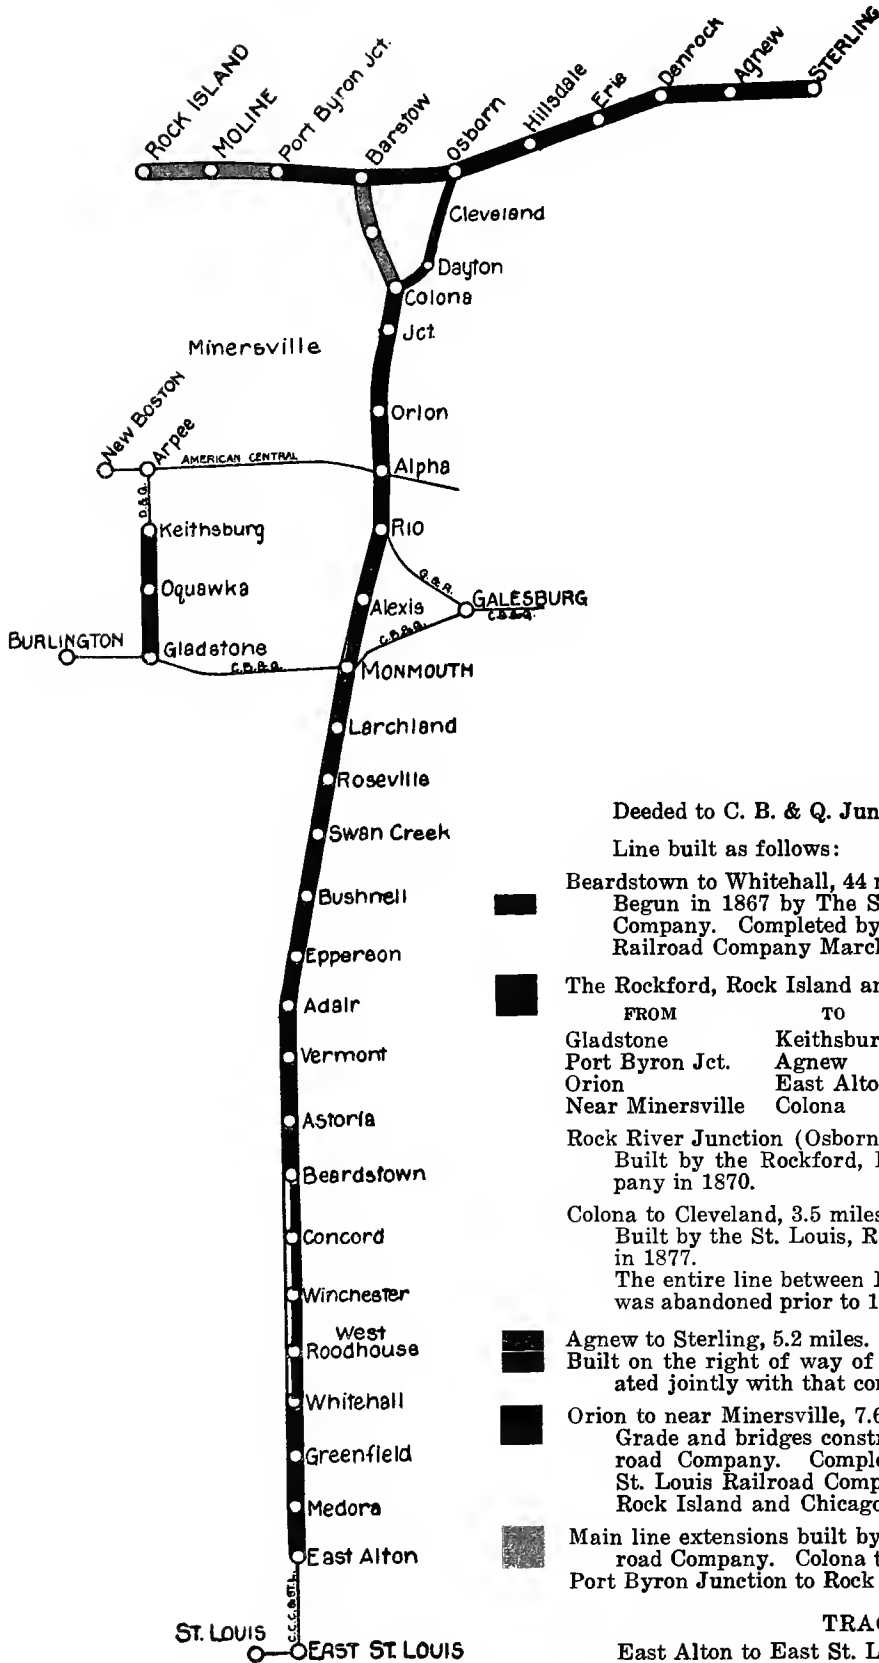 ROCK ISLAND
MOLINE
Port Byron Jct.
Barstow
Osborn
Hillsdale
Erie
Denrock
Agnew
STERLING
Cleveland
Dayton
Colona
Jct.
Minersville
Orion
New Boston
Arpee
AMERICAN CENTRAL
Alpha
Keithsburg
RIO
Oquawka
Alexis
GALESBURG
C.B.&Q.
C.B.&Q.
BURLINGTON
Gladstone
C.B.&Q.
MONMOUTH
Larchland
Roseville
Swan Creek
Bushnell
Epperson
Adair
Vermont
Astoria
Beardstown
Concord
Winchester
West
Roodhouse
Whitehall
Greenfield
Medora
East Alton
C.C.C.&ST.L.
ST. LOUIS
EAST ST. LOUIS
Deeded to C. B. & Q. Jun
Line built as follows:
Beardstown to Whitehall, 44
Begun in 1867 by The S
Company. Completed by
Railroad Company Marc
The Rockford, Rock Island a
FROM TO
Gladstone Keithsbur
Port Byron Jct. Agnew
Orion East Alto
Near Minersville Colona
Rock River Junction (Osborn
Built by the Rockford,
pany in 1870.
Colona to Cleveland, 3.5 miles
Built by the St. Louis, R
in 1877.
The entire line between
was abandoned prior to 1
Agnew to Sterling, 5.2 miles.
Built on the right of way of
ated jointly with that co
Orion to near Minersville, 7.6
Grade and bridges constr
road Company. Comple
St. Louis Railroad Comp
Rock Island and Chicago
Main line extensions built by
road Company. Colona t
Port Byron Junction to Rock
TRAC
East Alton to East St. L